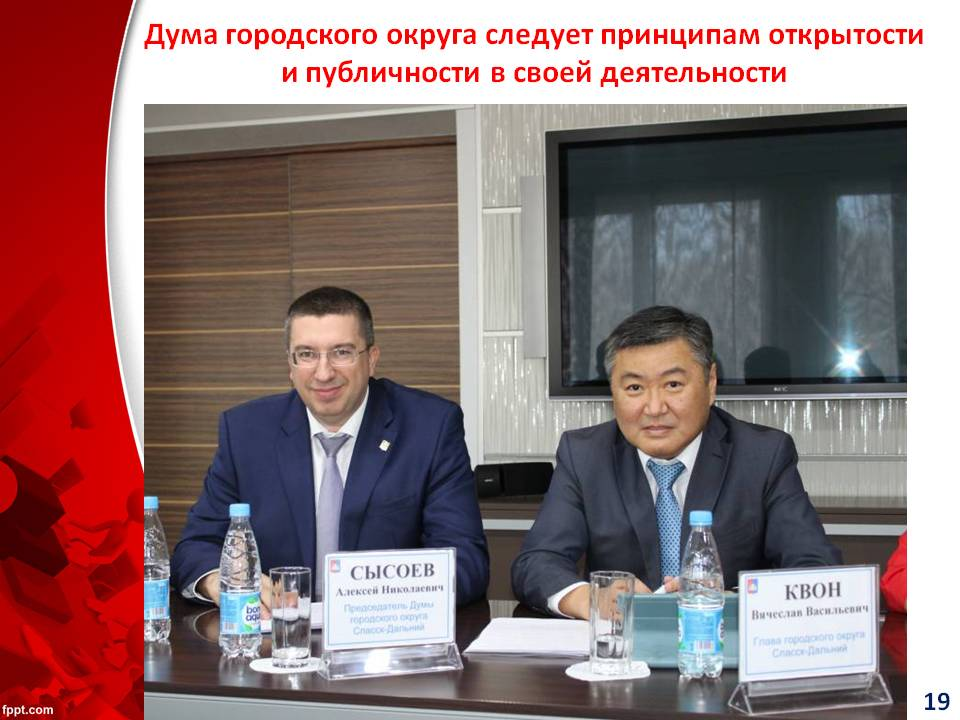 Дума городского округа следует принципам открытости
и публичности в своей деятельности
СЫСОЕВ
Алексей Николаевич
Председатель Думы
городского округа
Спасск-Дальний
КВОН
Вячеслав Васильевич
Глава городского округа
Спасск-Дальний
bon
aqua
fppt.com
19